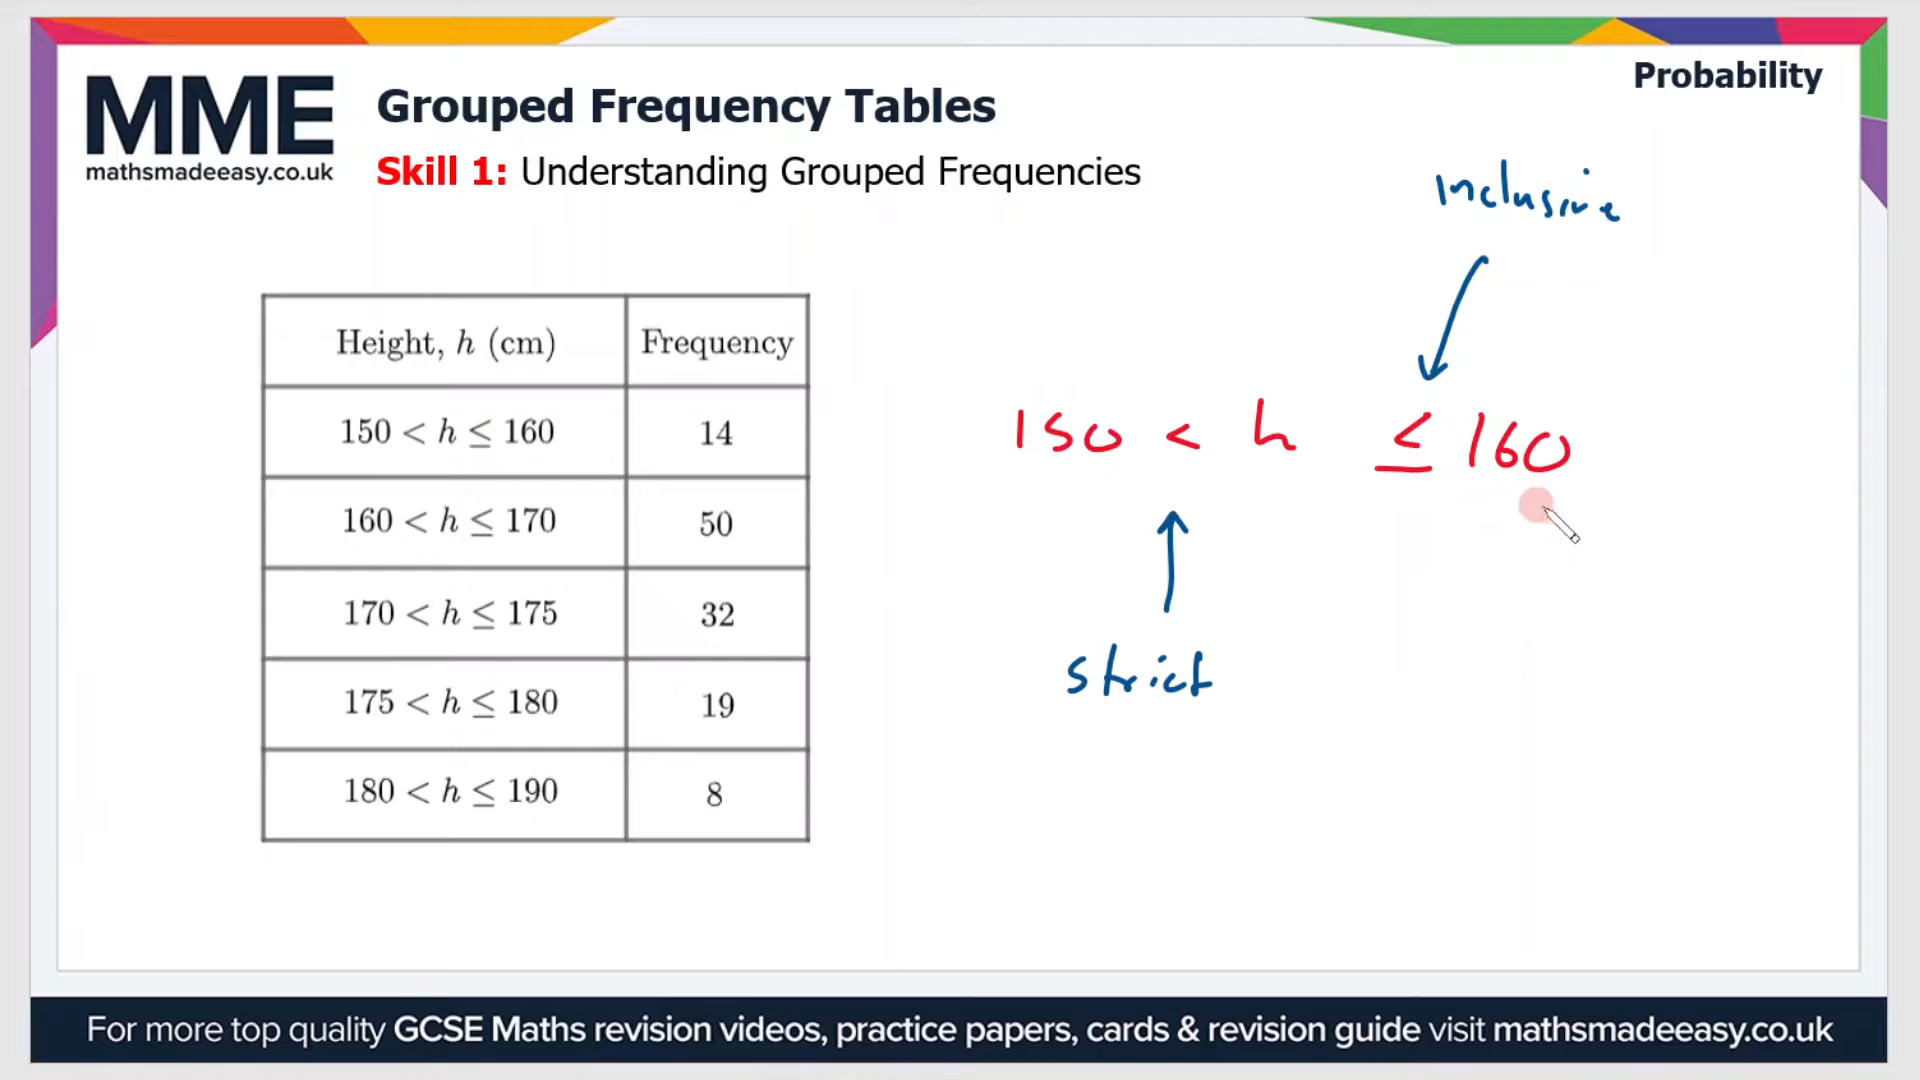 Probability
MME
mathsmadeeasy.co.uk
Grouped Frequency Tables
Skill 1: Understanding Grouped Frequencies
Inclusive
Height, h (cm) Frequency
150 < h ≤ 160 14
160 < h ≤ 170 50
170 < h ≤ 175 32
175 < h ≤ 180 19
180 < h ≤ 190 8
150 < h ≤ 160
strict
For more top quality GCSE Maths revision videos, practice papers, cards & revision guide visit mathsmadeeasy.co.uk